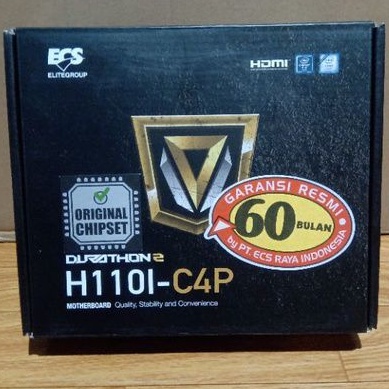 ECS
ELITEGROUP
HDMI
ORIGINAL
CHIPSET
GARANSI RESMI
60 BULAN
by PT. ECS RAYA INDONESIA
DURATHON 2
H110I-C4P
MOTHERBOARD Quality, Stability and Convenience